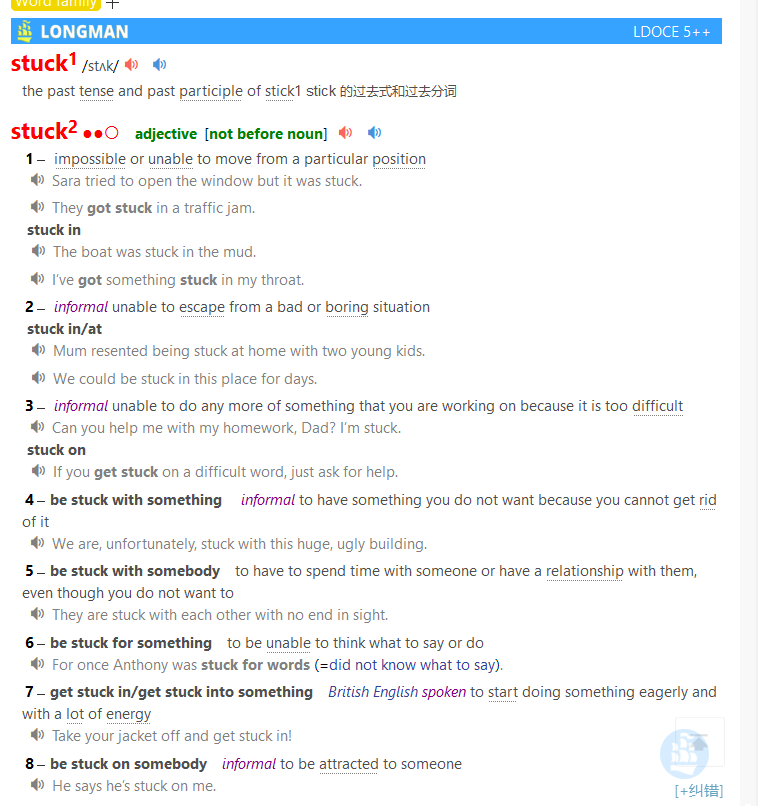 Word family
LONGMAN LDOCE 5++
stuck1 /stʌk/
the past tense and past participle of stick1 stick 的过去式和过去分词
stuck2 ●●○ adjective [not before noun]
1 – impossible or unable to move from a particular position
Sara tried to open the window but it was stuck.
They got stuck in a traffic jam.
stuck in
The boat was stuck in the mud.
I’ve got something stuck in my throat.
2 – informal unable to escape from a bad or boring situation
stuck in/at
Mum resented being stuck at home with two young kids.
We could be stuck in this place for days.
3 – informal unable to do any more of something that you are working on because it is too difficult
Can you help me with my homework, Dad? I’m stuck.
stuck on
If you get stuck on a difficult word, just ask for help.
4 – be stuck with something informal to have something you do not want because you cannot get rid
of it
We are, unfortunately, stuck with this huge, ugly building.
5 – be stuck with somebody to have to spend time with someone or have a relationship with them,
even though you do not want to
They are stuck with each other with no end in sight.
6 – be stuck for something to be unable to think what to say or do
For once Anthony was stuck for words (=did not know what to say).
7 – get stuck in/get stuck into something British English spoken to start doing something eagerly and
with a lot of energy
Take your jacket off and get stuck in!
8 – be stuck on somebody informal to be attracted to someone
He says he’s stuck on me.
[+纠错]